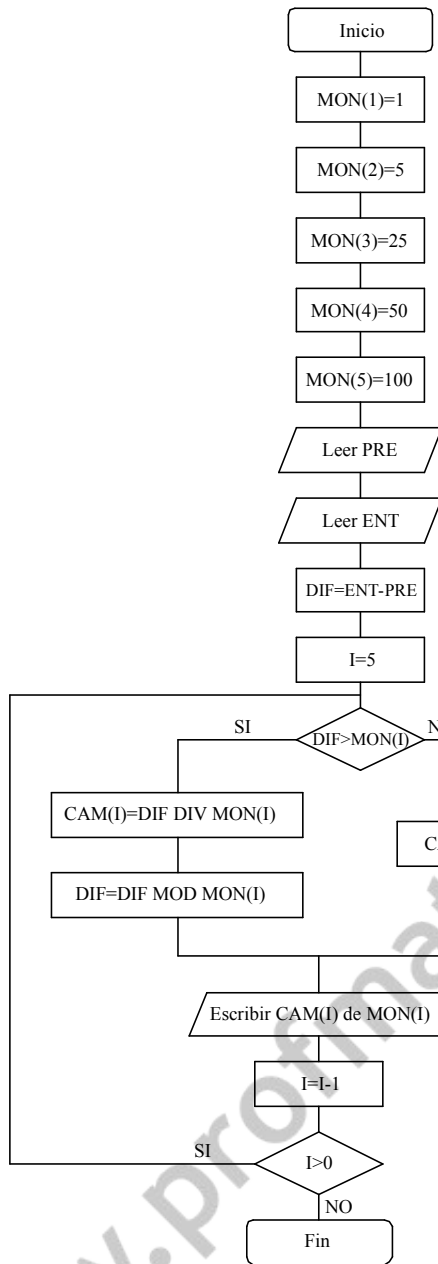 Inicio
MON(1)=1
MON(2)=5
MON(3)=25
MON(4)=50
MON(5)=100
Leer PRE
Leer ENT
DIF=ENT-PRE
I=5
SI
DIF>MON(I)
N
CAM(I)=DIF DIV MON(I)
DIF=DIF MOD MON(I)
Escribir CAM(I) de MON(I)
I=I-1
SI
I>0
NO
Fin